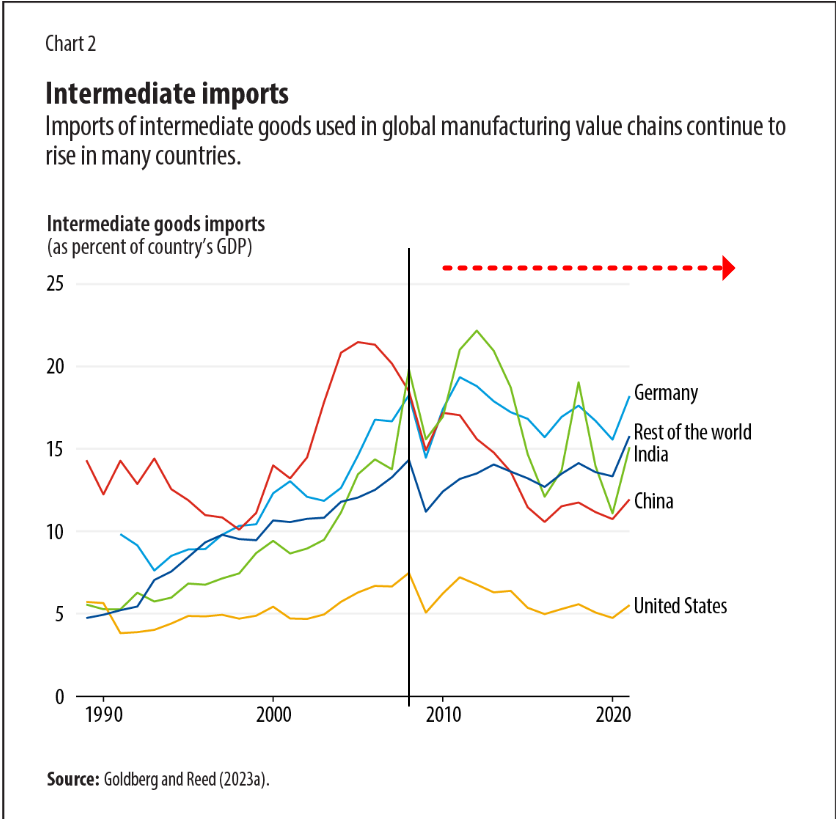 Chart 2
Intermediate imports
Imports of intermediate goods used in global manufacturing value chains continue to
rise in many countries.
Intermediate goods imports
(as percent of country’s GDP)
25
20
15
10
5
0
Germany
Rest of the world
India
China
United States
1990 2000 2010 2020
Source: Goldberg and Reed (2023a).